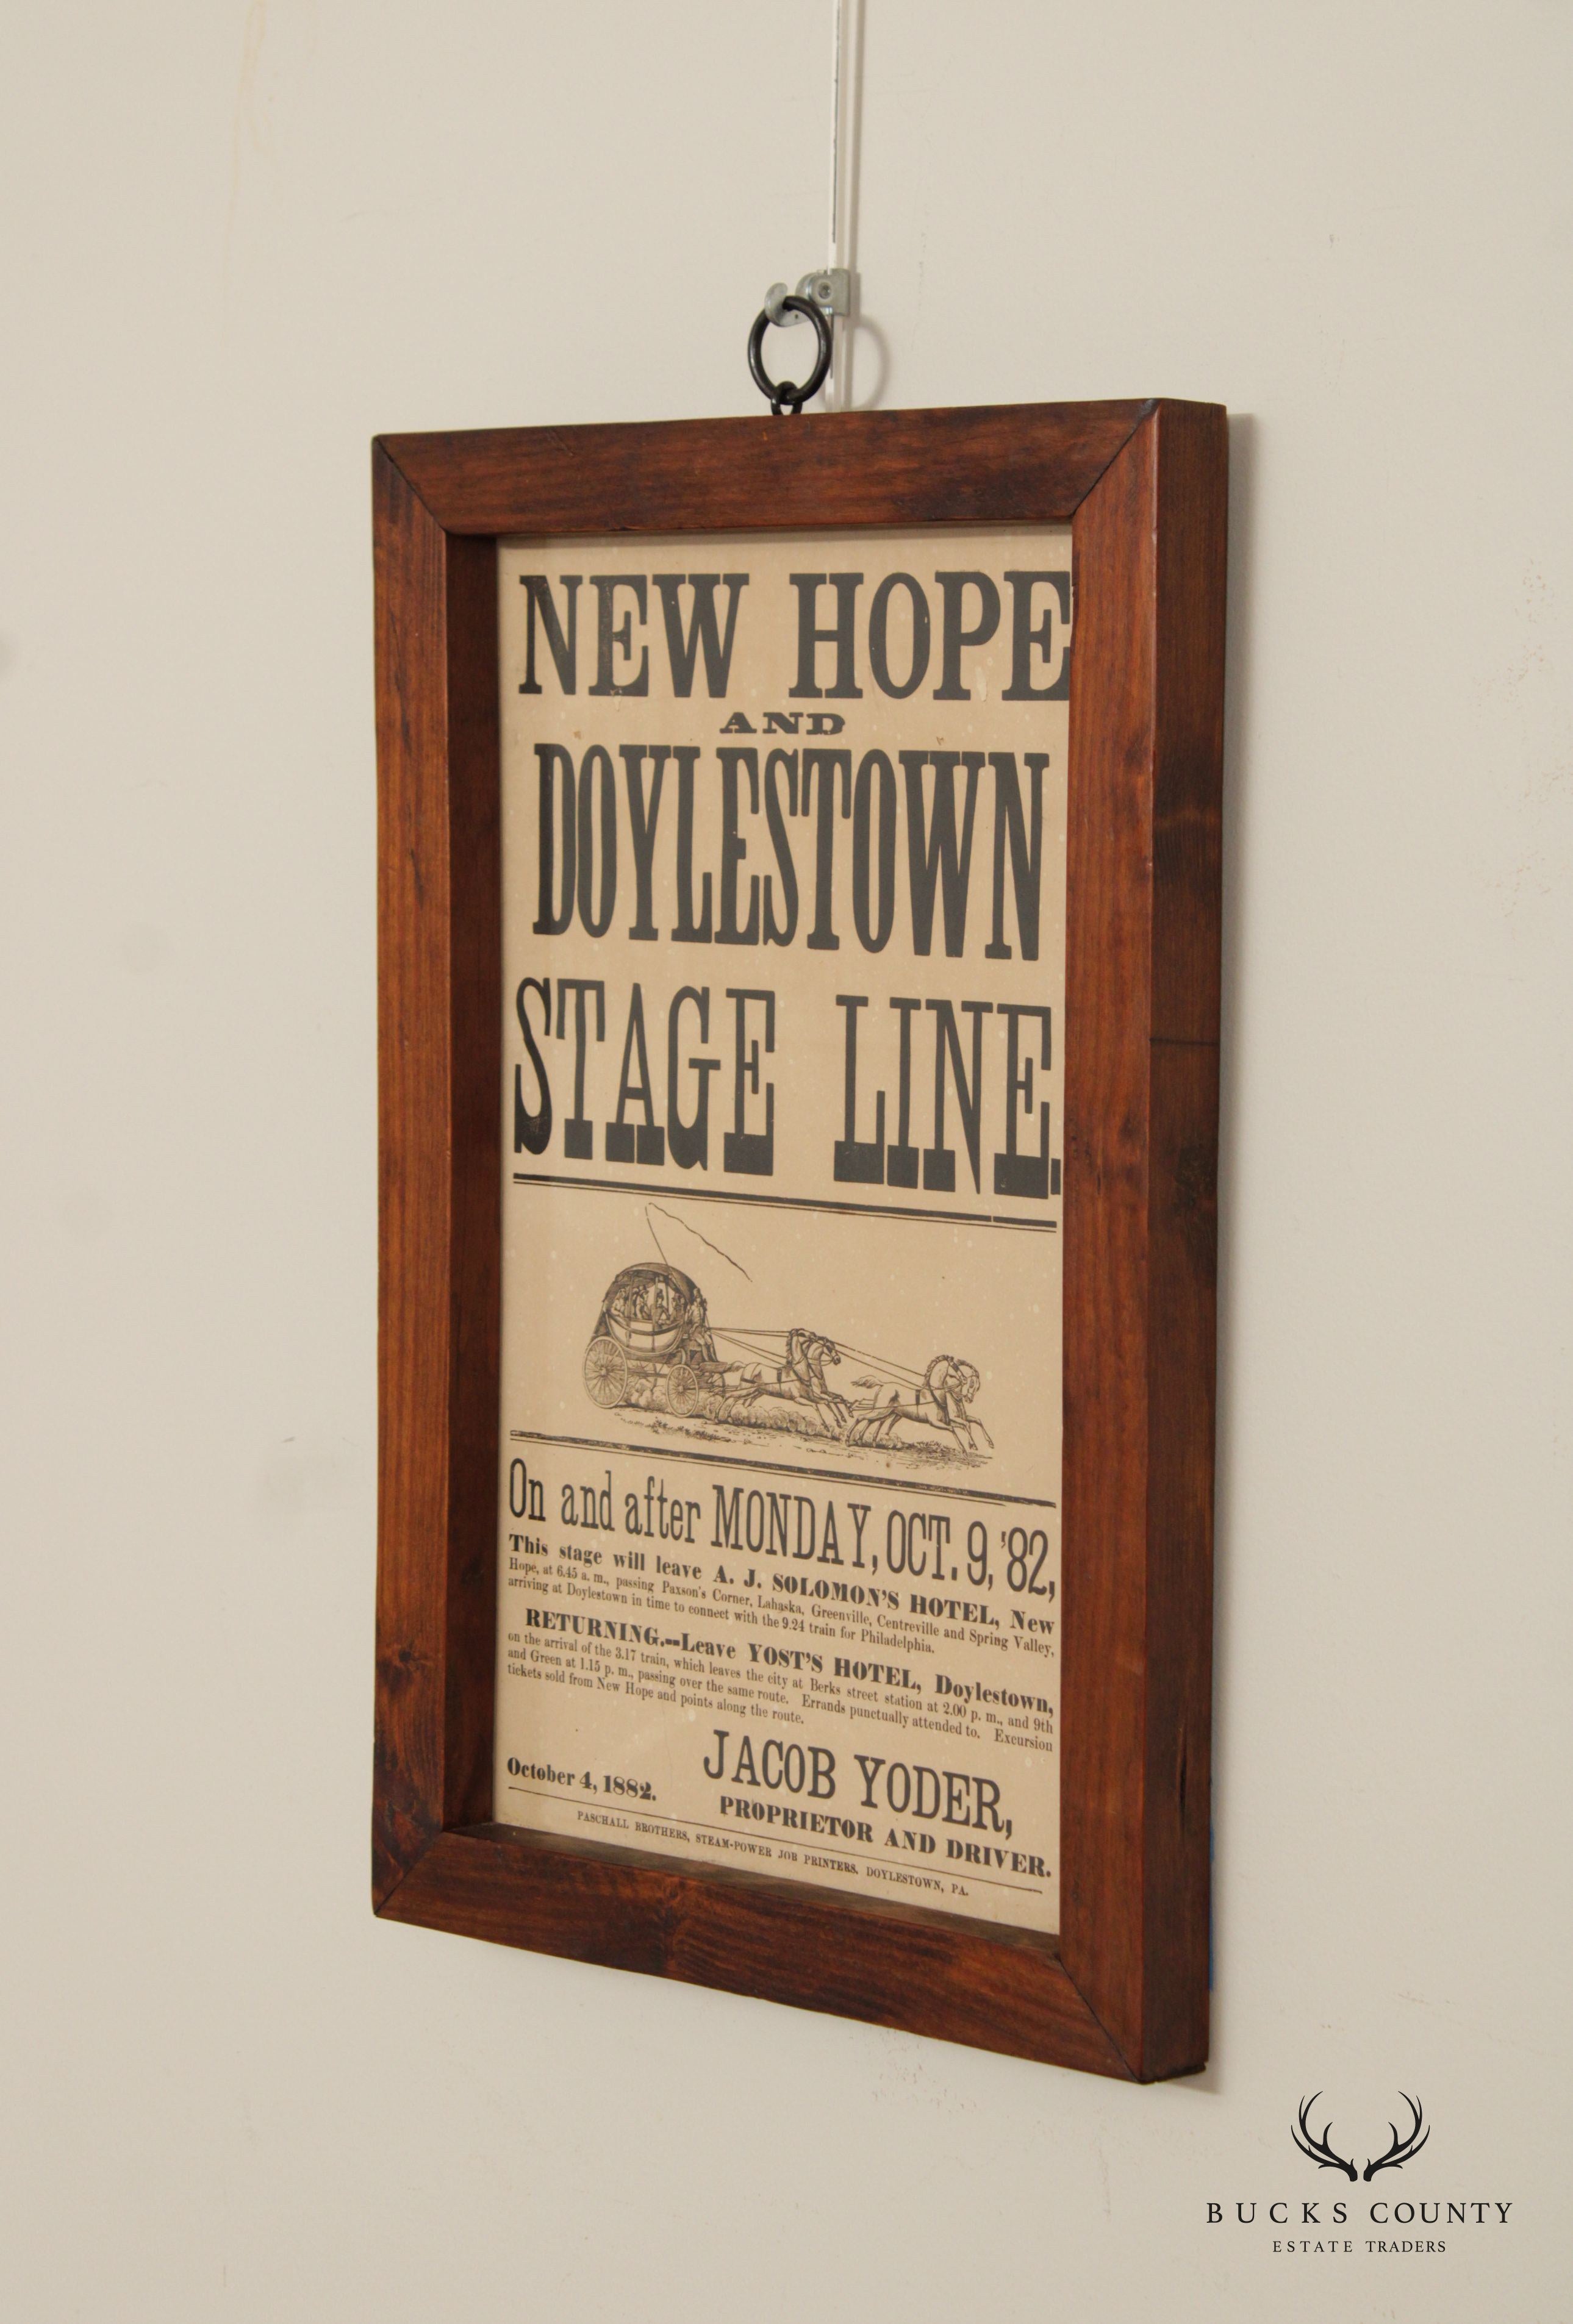 NEW HOPE
AND
DOYLESTOWN
STAGE LINE.
On and after MONDAY, OCT. 9, '82,
This stage will leave A. J. SOLOMON'S HOTEL, New
Hope, at 6.45 a. m., passing Paxson's Corner, Lahaska, Greenville, Centreville and Spring Valley,
arriving at Doylestown in time to connect with the 9.24 train for Philadelphia.
RETURNING.--Leave YOST'S HOTEL, Doylestown,
on the arrival of the 3.17 train, which leaves the city at Berks street station at 2.00 p. m., and 9th
and Green at 1.15 p. m., passing over the same route. Errands punctually attended to. Excursion
tickets sold from New Hope and points along the route.
JACOB YODER,
October 4, 1882.
PROPRIETOR AND DRIVER.
PASCHALL BROTHERS, STEAM-POWER JOB PRINTERS, DOYLESTOWN, PA.
BUCKS COUNTY
ESTATE TRADERS